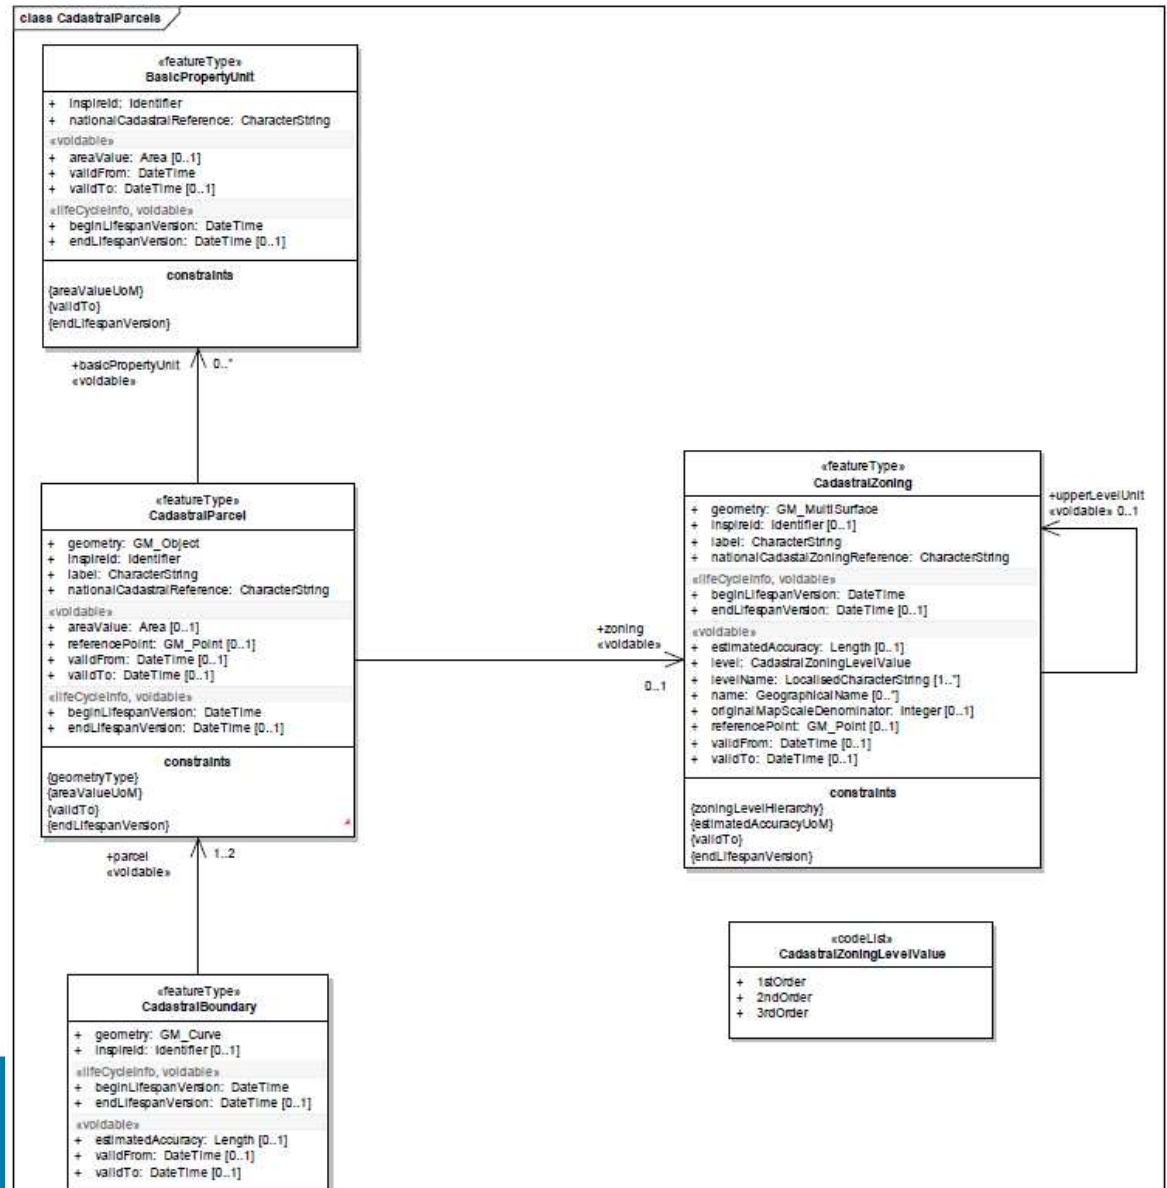 class CadastralParcels
«featureType»
BasicPropertyUnit
+ inspireId: Identifier
+ nationalCadastralReference: CharacterString
«voidable»
+ areaValue: Area [0..1]
+ validFrom: DateTime
+ validTo: DateTime [0..1]
«lifeCycleInfo, voidable»
+ beginLifespanVersion: DateTime
+ endLifespanVersion: DateTime [0..1]
constraints
{areaValueUoM}
{validTo}
{endLifespanVersion}
+basicPropertyUnit 0..*
«voidable»
«featureType»
CadastralParcel
+ geometry: GM_Object
+ inspireId: Identifier
+ label: CharacterString
+ nationalCadastralReference: CharacterString
«voidable»
+ areaValue: Area [0..1]
+ referencePoint: GM_Point [0..1]
+ validFrom: DateTime [0..1]
+ validTo: DateTime [0..1]
«lifeCycleInfo, voidable»
+ beginLifespanVersion: DateTime
+ endLifespanVersion: DateTime [0..1]
constraints
{geometryType}
{areaValueUoM}
{validTo}
{endLifespanVersion}
+zoning
«voidable»
0..1
«featureType»
CadastralZoning
+ geometry: GM_MultiSurface
+ inspireId: Identifier [0..1]
+ label: CharacterString
+ nationalCadastalZoningReference: CharacterString
«lifeCycleInfo, voidable»
+ beginLifespanVersion: DateTime
+ endLifespanVersion: DateTime [0..1]
«voidable»
+ estimatedAccuracy: Length [0..1]
+ level: CadastralZoningLevelValue
+ levelName: LocalisedCharacterString [1..*]
+ name: GeographicalName [0..*]
+ originalMapScaleDenominator: Integer [0..1]
+ referencePoint: GM_Point [0..1]
+ validFrom: DateTime [0..1]
+ validTo: DateTime [0..1]
constraints
{zoningLevelHierarchy}
{estimatedAccuracyUoM}
{validTo}
{endLifespanVersion}
+upperLevelUnit
«voidable» 0..1
+parcel 1..2
«voidable»
«featureType»
CadastralBoundary
+ geometry: GM_Curve
+ inspireId: Identifier [0..1]
«lifeCycleInfo, voidable»
+ beginLifespanVersion: DateTime
+ endLifespanVersion: DateTime [0..1]
«voidable»
+ estimatedAccuracy: Length [0..1]
+ validFrom: DateTime [0..1]
+ validTo: DateTime [0..1]
«codeList»
CadastralZoningLevelValue
+ 1stOrder
+ 2ndOrder
+ 3rdOrder